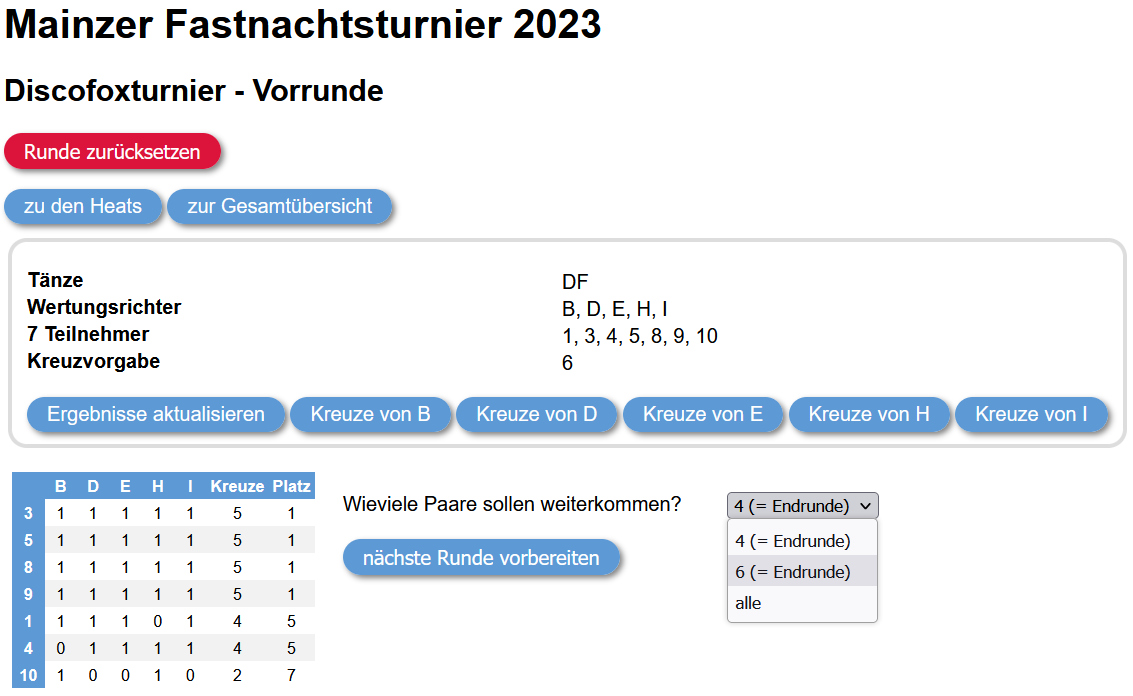 Mainzer Fastnachtsturnier 2023
Discofoxturnier - Vorrunde
Runde zurücksetzen
zu den Heats zur Gesamtübersicht
Tänze DF
Wertungsrichter B, D, E, H, I
7 Teilnehmer 1, 3, 4, 5, 8, 9, 10
Kreuzvorgabe 6
Ergebnisse aktualisieren Kreuze von B Kreuze von D Kreuze von E Kreuze von H Kreuze von I
B D E H I Kreuze Platz
3 1 1 1 1 1 5 1
5 1 1 1 1 1 5 1
8 1 1 1 1 1 5 1
9 1 1 1 1 1 5 1
1 1 1 1 0 1 4 5
4 0 1 1 1 1 4 5
10 1 0 0 1 0 2 7
Wieviele Paare sollen weiterkommen? 4 (= Endrunde)
4 (= Endrunde)
6 (= Endrunde)
alle
nächste Runde vorbereiten